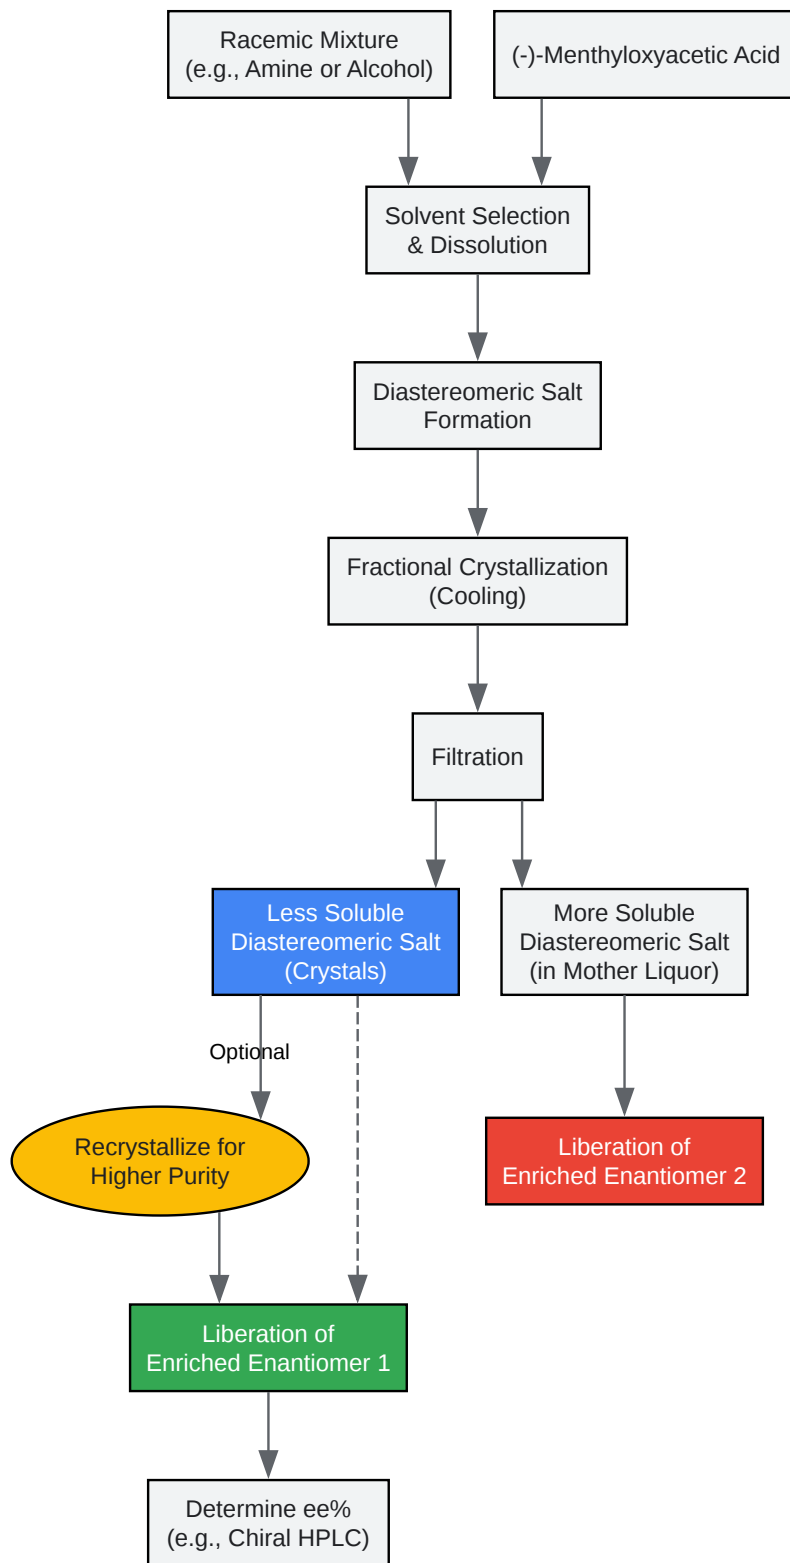 Racemic Mixture
(e.g., Amine or Alcohol)
(-)-Menthyloxyacetic Acid
Solvent Selection
& Dissolution
Diastereomeric Salt
Formation
Fractional Crystallization
(Cooling)
Filtration
Less Soluble
Diastereomeric Salt
(Crystals)
More Soluble
Diastereomeric Salt
(in Mother Liquor)
Optional
Recrystallize for
Higher Purity
Liberation of
Enriched Enantiomer 2
Liberation of
Enriched Enantiomer 1
Determine ee%
(e.g., Chiral HPLC)